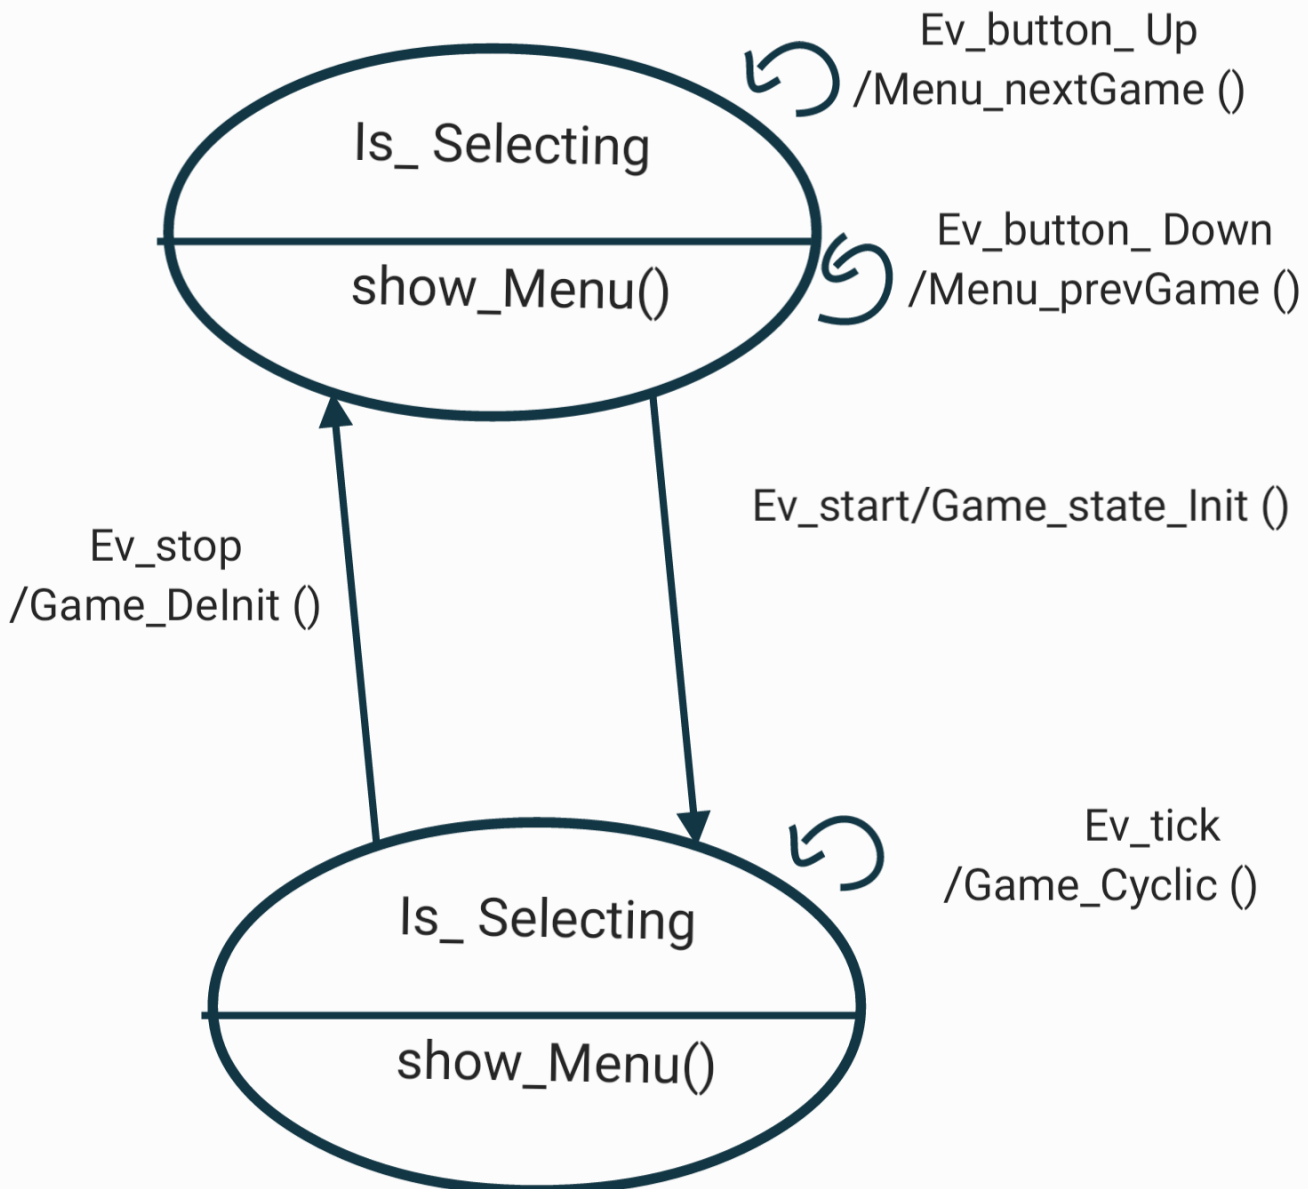 Ev_button_ Up
/Menu_nextGame ()
Is_ Selecting
Ev_button_ Down
/Menu_prevGame ()
show_Menu()
Ev_start/Game_state_Init ()
Ev_stop
/Game_DeInit ()
Ev_tick
/Game_Cyclic ()
Is_ Selecting
show_Menu()